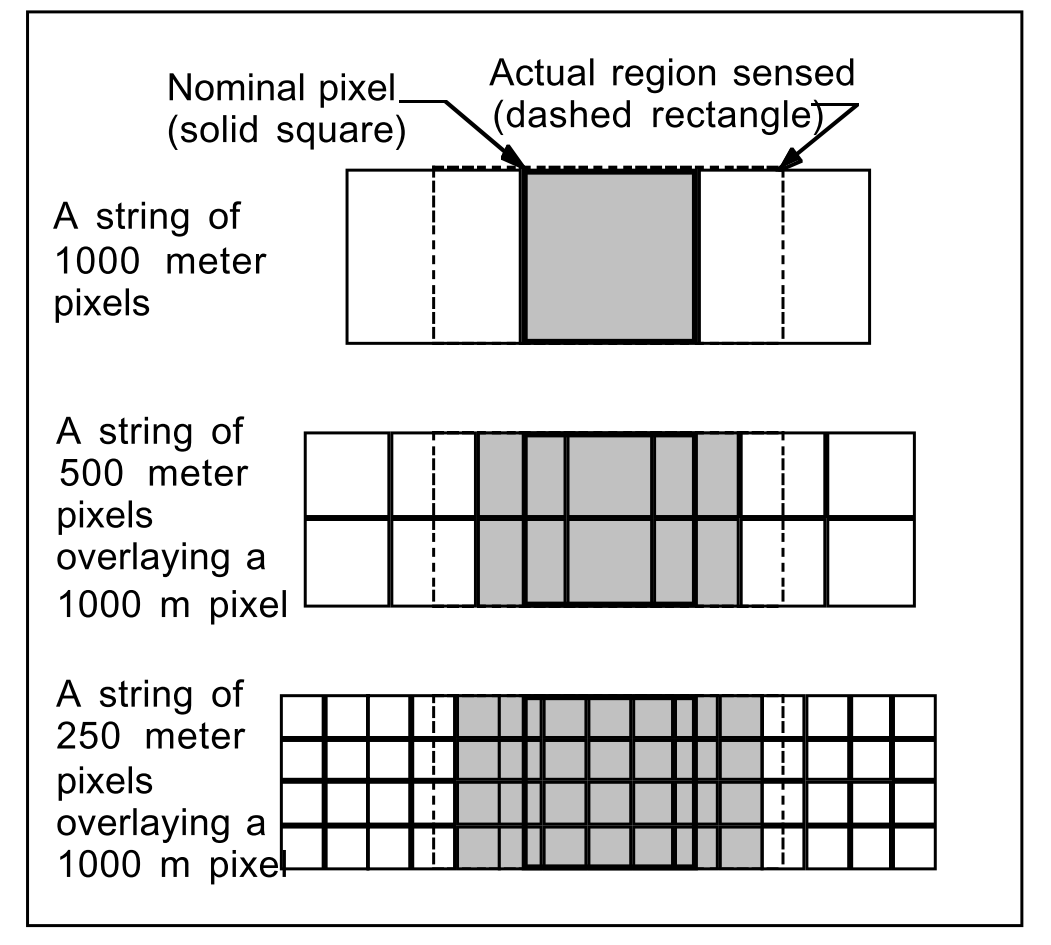 Nominal pixel
(solid square)
Actual region sensed
(dashed rectangle)
A string of
1000 meter
pixels
A string of
500 meter
pixels
overlaying a
1000 m pixel
A string of
250 meter
pixels
overlaying a
1000 m pixel